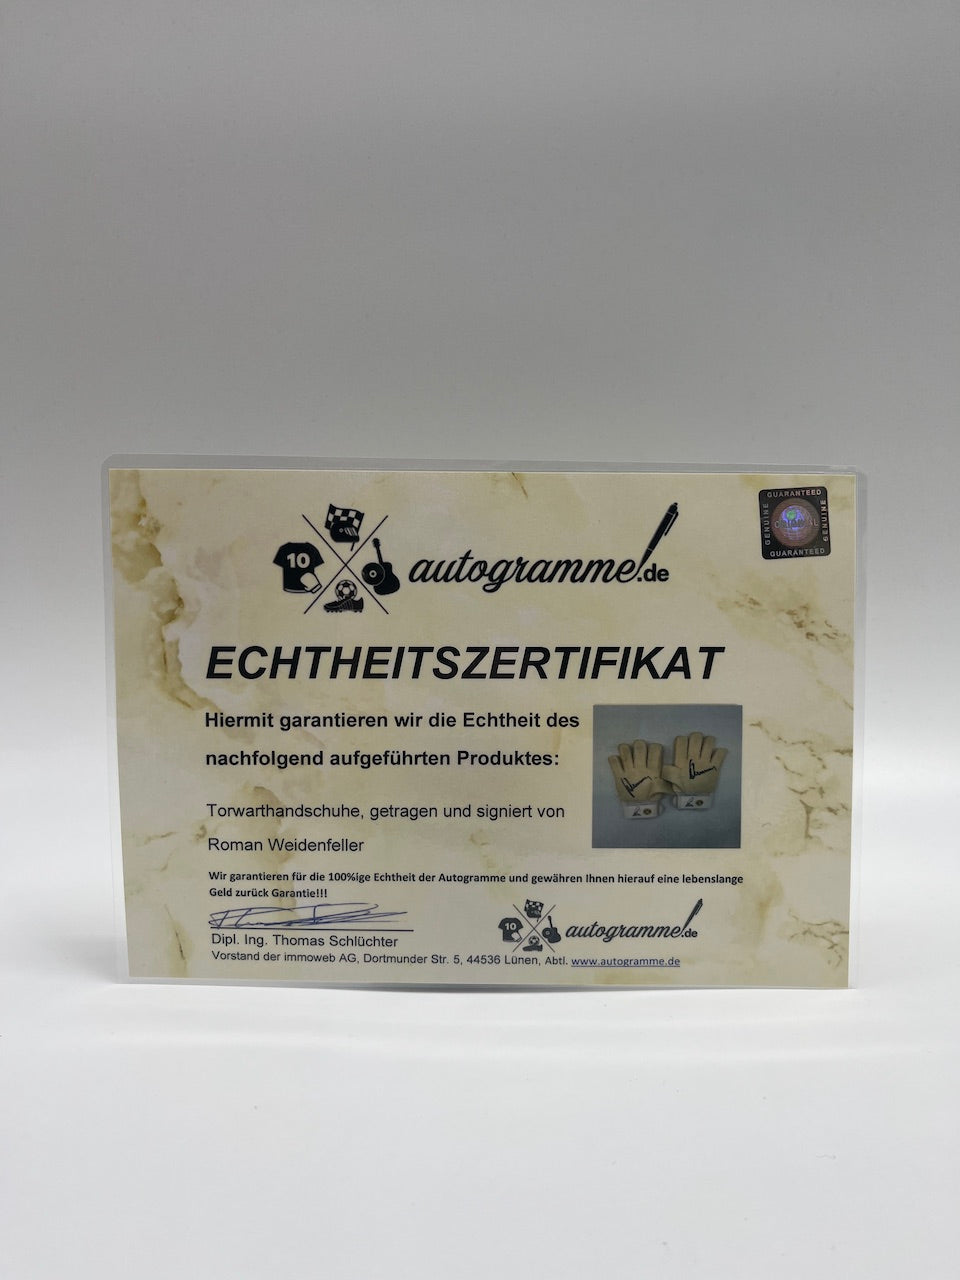 GUARANTEED
GENUINE
ORIGINAL
GENUINE
GUARANTEED
10
autogramme.de
ECHTHEITSZERTIFIKAT
Hiermit garantieren wir die Echtheit des
nachfolgend aufgeführten Produktes:
Torwarthandschuhe, getragen und signiert von
Roman Weidenfeller
Wir garantieren für die 100%ige Echtheit der Autogramme und gewähren Ihnen hierauf eine lebenslange
Geld zurück Garantie!!!
Dipl. Ing. Thomas Schlüchter
10
autogramme.de
Vorstand der immoweb AG, Dortmunder Str. 5, 44536 Lünen, Abtl. www.autogramme.de